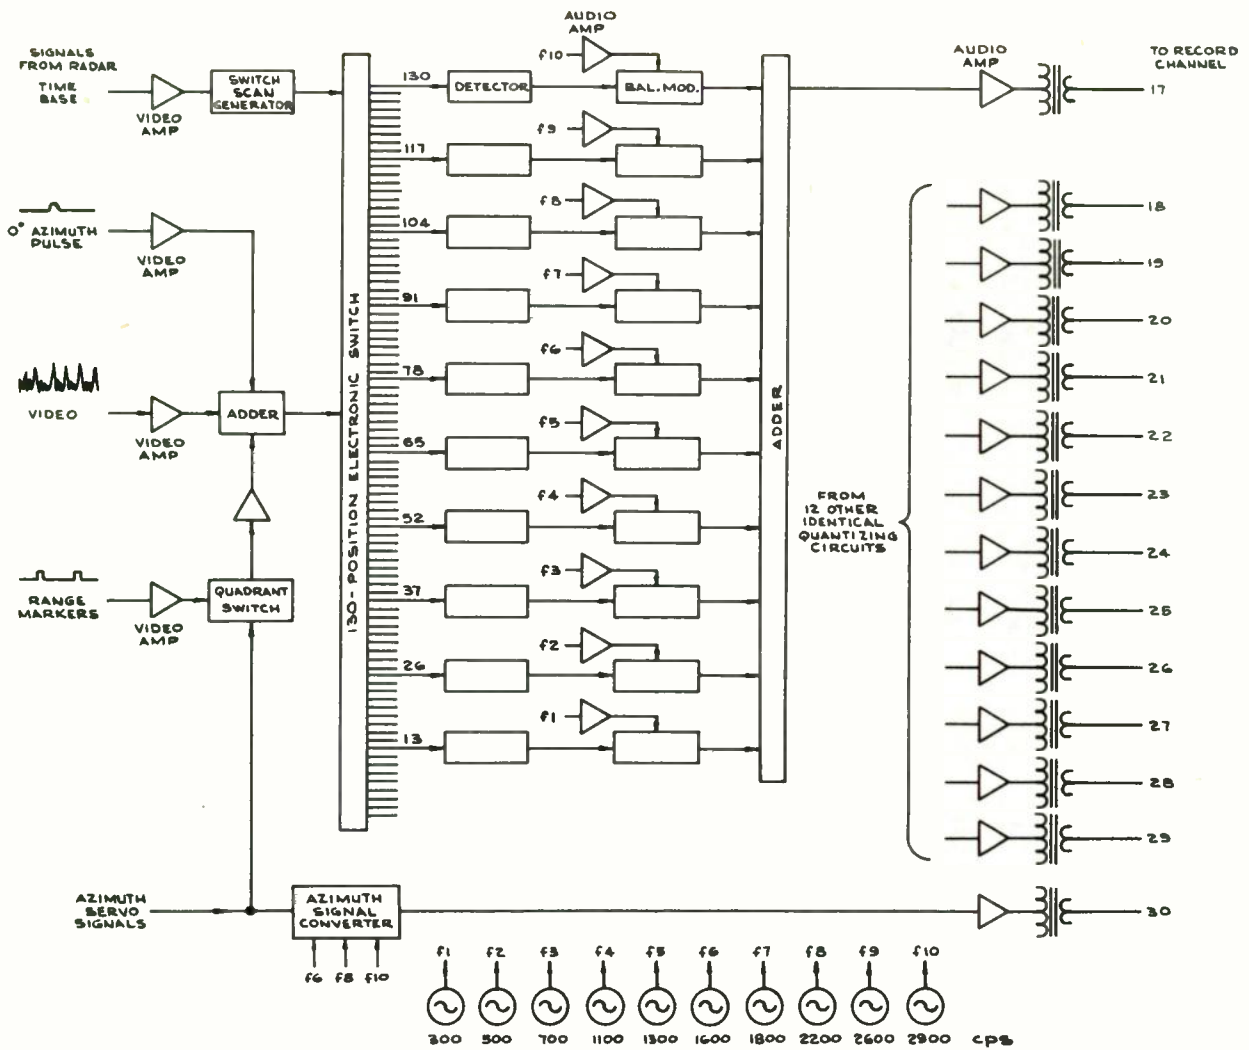 SIGNALS
FROM RADAR
TIME
BASE
VIDEO
AMP
SWITCH
SCAN
GENERATOR
0° AZIMUTH
PULSE
VIDEO
AMP
VIDEO
VIDEO
AMP
ADDER
RANGE
MARKERS
VIDEO
AMP
QUADRANT
SWITCH
AZIMUTH
SERVO
SIGNALS
AZIMUTH
SIGNAL
CONVERTER
f6 f8 f10
130-POSITION ELECTRONIC SWITCH
AUDIO
AMP
f10
130
DETECTOR
BAL. MOD.
f9
117
f8
104
f7
91
f6
78
f5
65
f4
52
f3
37
f2
26
f1
13
ADDER
AUDIO
AMP
TO RECORD
CHANNEL
17
18
19
20
21
22
23
24
25
26
27
28
29
30
FROM
12 OTHER
IDENTICAL
QUANTIZING
CIRCUITS
f1 f2 f3 f4 f5 f6 f7 f8 f9 f10
300 500 700 1100 1300 1600 1800 2200 2600 2900 cps